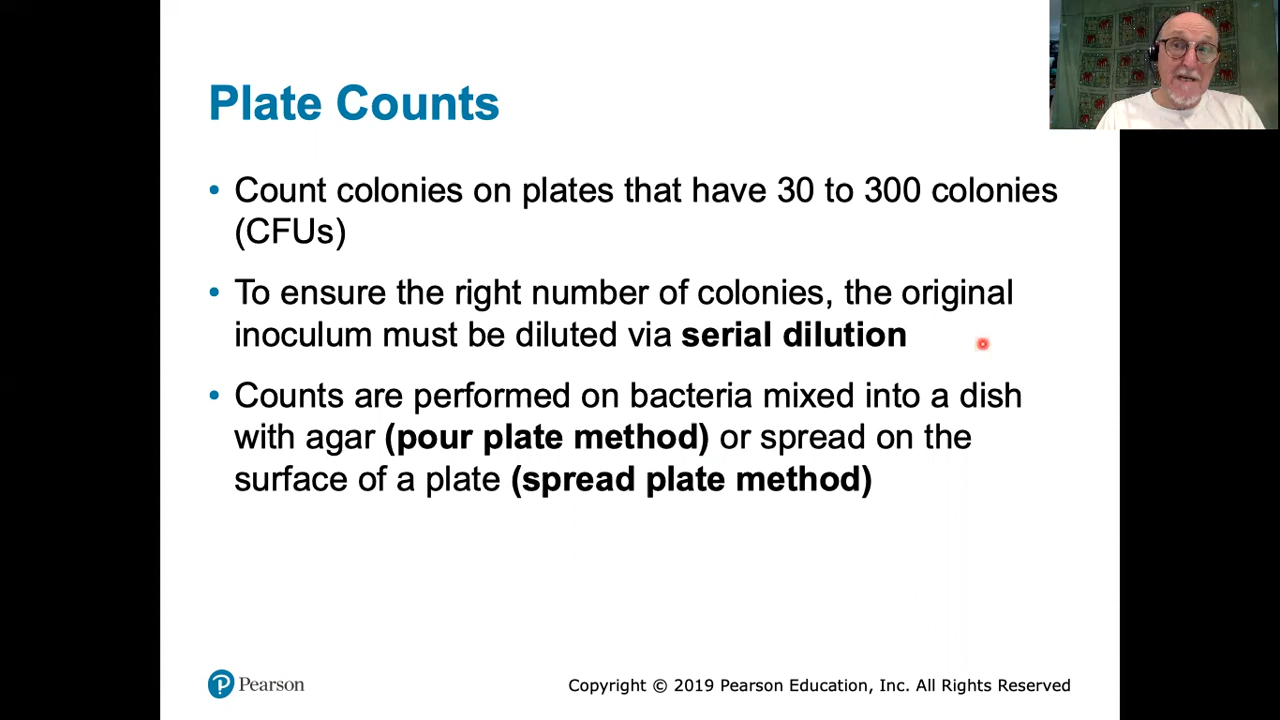 Plate Counts
• Count colonies on plates that have 30 to 300 colonies
(CFUs)
• To ensure the right number of colonies, the original
inoculum must be diluted via serial dilution
• Counts are performed on bacteria mixed into a dish
with agar (pour plate method) or spread on the
surface of a plate (spread plate method)
P Pearson
Copyright © 2019 Pearson Education, Inc. All Rights Reserved